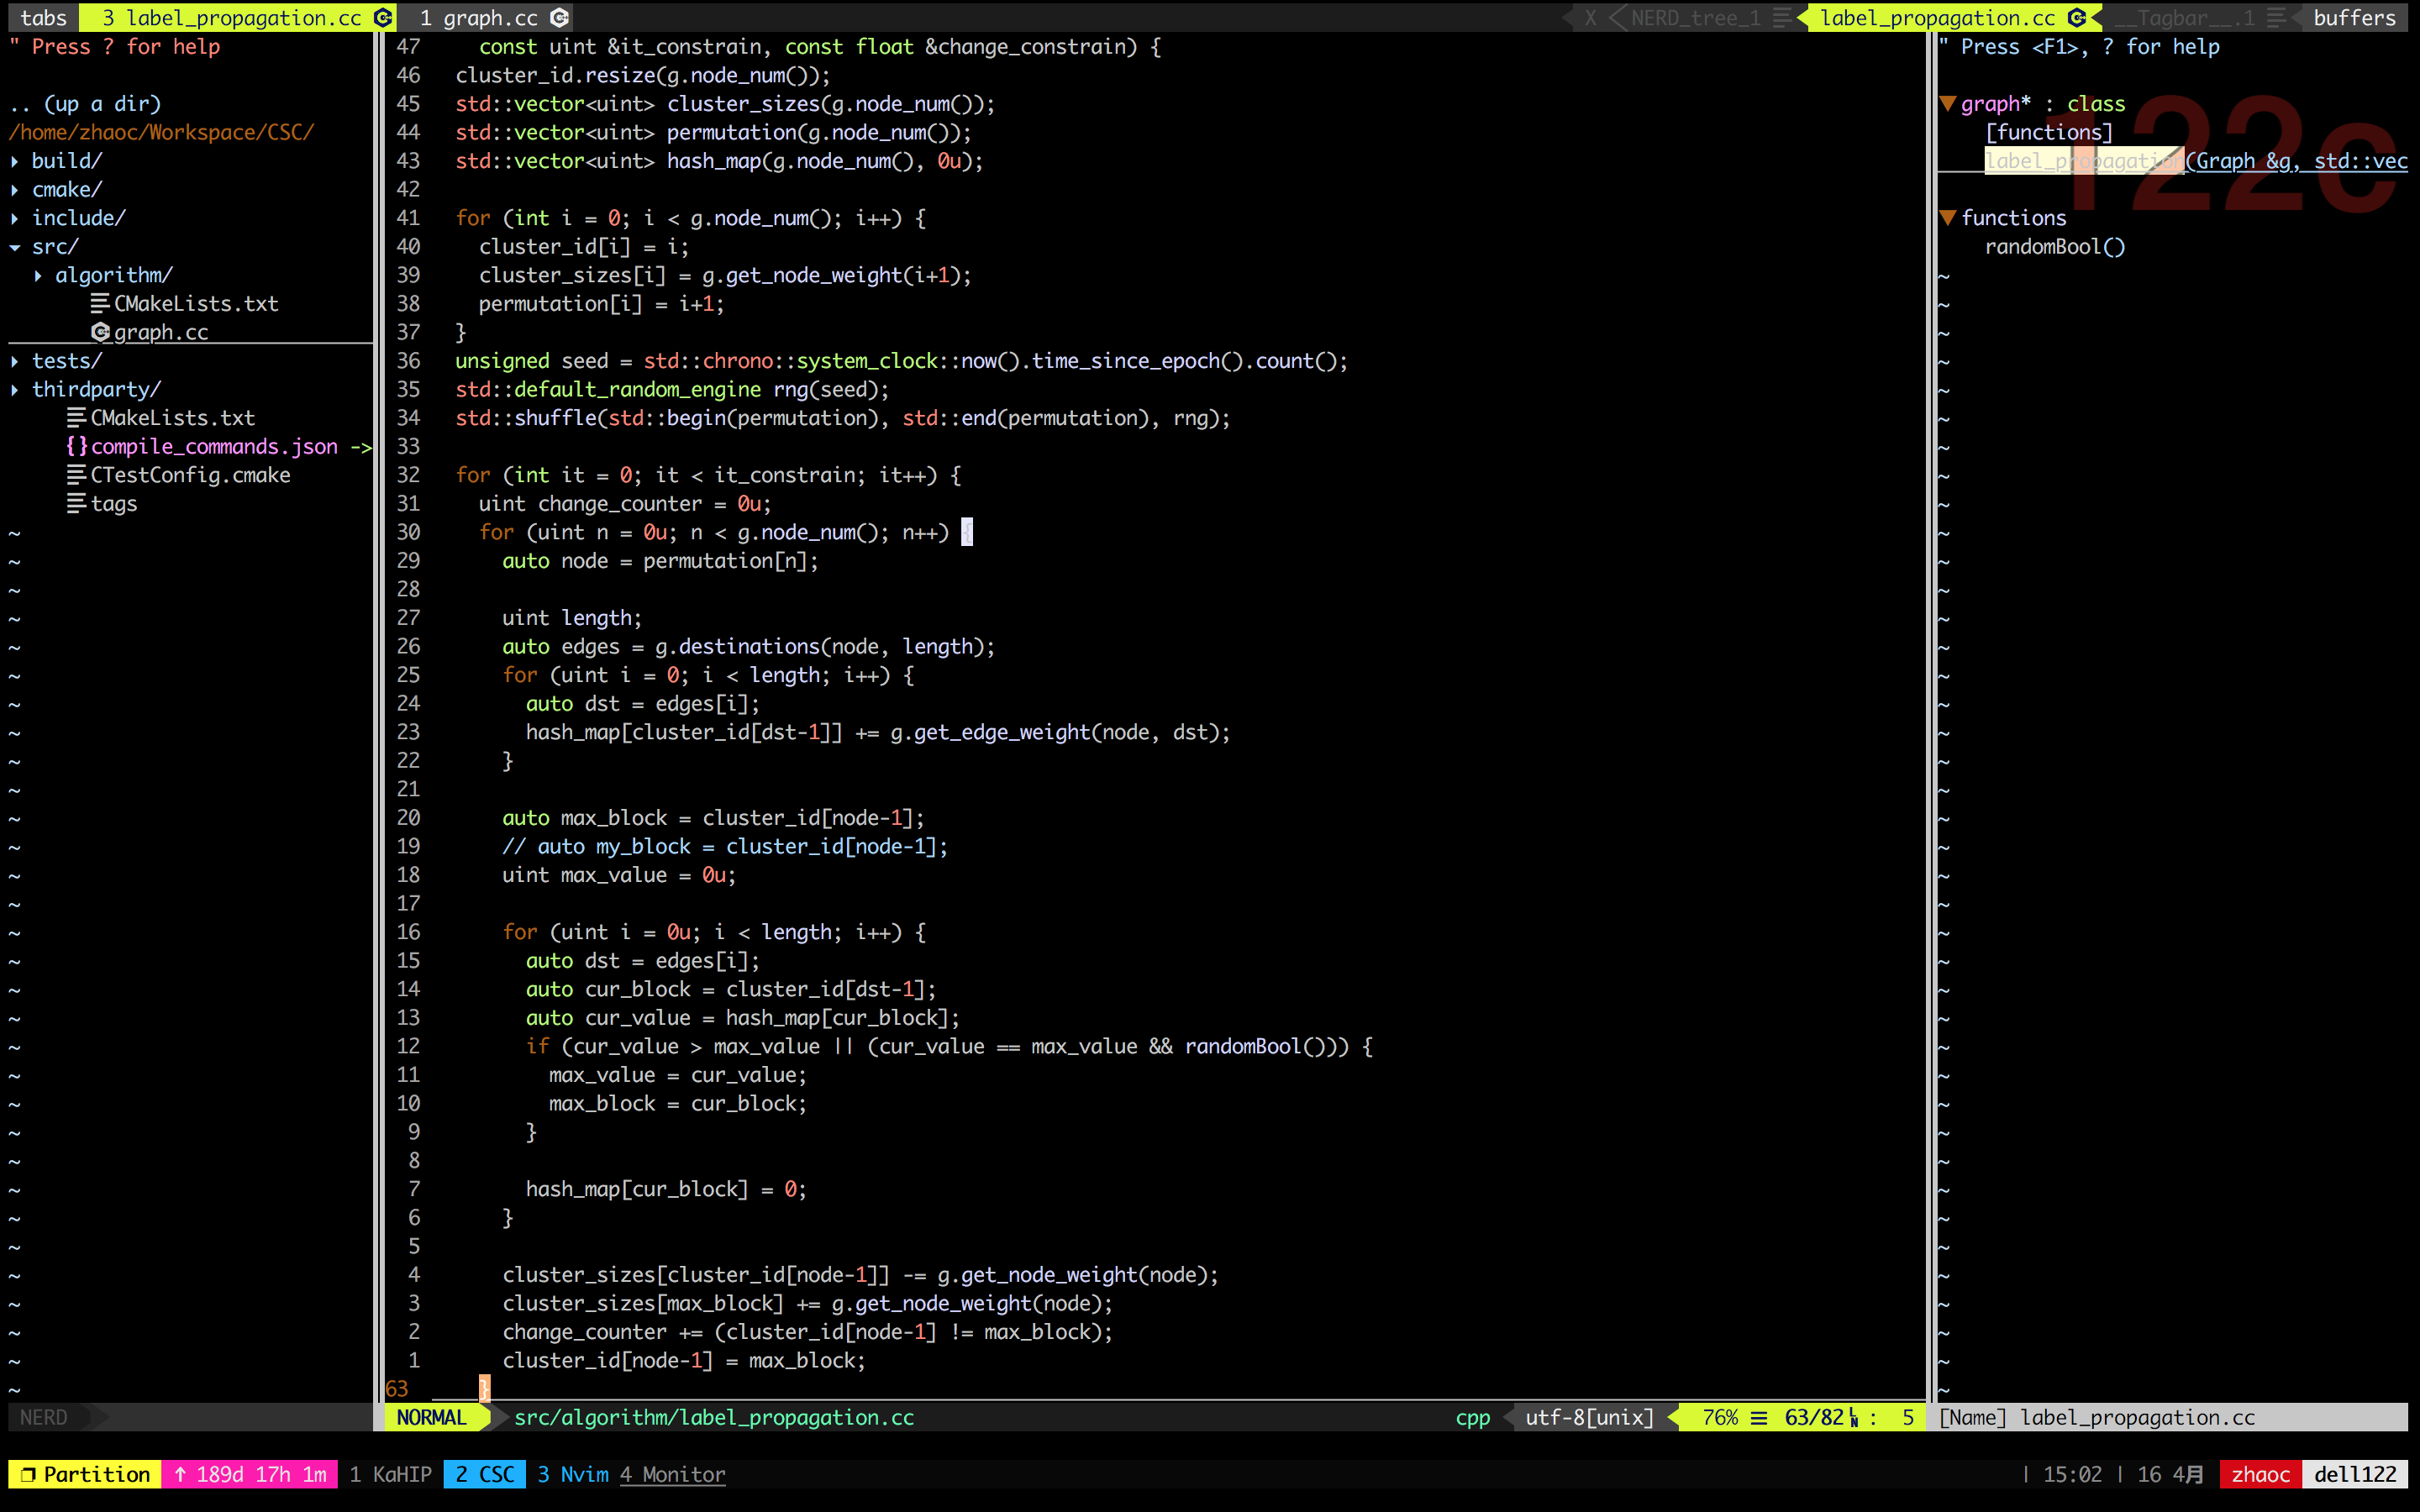 tabs  3 label_propagation.cc  1 graph.cc  X  NERD_tree_1  label_propagation.cc  __Tagbar__.1  buffers
" Press ? for help
.. (up a dir)
/home/zhaoc/Workspace/CSC/
▸ build/
▸ cmake/
▸ include/
▾ src/
▸ algorithm/
CMakeLists.txt
graph.cc
▸ tests/
▸ thirdparty/
CMakeLists.txt
{}compile_commands.json ->
CTestConfig.cmake
tags
47     const uint &it_constrain, const float &change_constrain) {
46   cluster_id.resize(g.node_num());
45   std::vector<uint> cluster_sizes(g.node_num());
44   std::vector<uint> permutation(g.node_num());
43   std::vector<uint> hash_map(g.node_num(), 0u);
42
41   for (int i = 0; i < g.node_num(); i++) {
40     cluster_id[i] = i;
39     cluster_sizes[i] = g.get_node_weight(i+1);
38     permutation[i] = i+1;
37   }
36   unsigned seed = std::chrono::system_clock::now().time_since_epoch().count();
35   std::default_random_engine rng(seed);
34   std::shuffle(std::begin(permutation), std::end(permutation), rng);
33
32   for (int it = 0; it < it_constrain; it++) {
31     uint change_counter = 0u;
30     for (uint n = 0u; n < g.node_num(); n++) {
29       auto node = permutation[n];
28
27       uint length;
26       auto edges = g.destinations(node, length);
25       for (uint i = 0; i < length; i++) {
24         auto dst = edges[i];
23         hash_map[cluster_id[dst-1]] += g.get_edge_weight(node, dst);
22       }
21
20       auto max_block = cluster_id[node-1];
19       // auto my_block = cluster_id[node-1];
18       uint max_value = 0u;
17
16       for (uint i = 0u; i < length; i++) {
15         auto dst = edges[i];
14         auto cur_block = cluster_id[dst-1];
13         auto cur_value = hash_map[cur_block];
12         if (cur_value > max_value || (cur_value == max_value && randomBool())) {
11           max_value = cur_value;
10           max_block = cur_block;
9         }
8
7         hash_map[cur_block] = 0;
6       }
5
4       cluster_sizes[cluster_id[node-1]] -= g.get_node_weight(node);
3       cluster_sizes[max_block] += g.get_node_weight(node);
2       change_counter += (cluster_id[node-1] != max_block);
1       cluster_id[node-1] = max_block;
63     }
" Press <F1>, ? for help
▼ graph* : class
[functions]
label_propagation(Graph &g, std::vec
▼ functions
randomBool()
122c
NERD  NORMAL  src/algorithm/label_propagation.cc  cpp  utf-8[unix]  76% ☰ 63/82 LN :  5  [Name] label_propagation.cc
Partition  ↑ 189d 17h 1m  1 KaHIP  2 CSC  3 Nvim  4 Monitor  | 15:02 | 16 4月  zhaoc  dell122